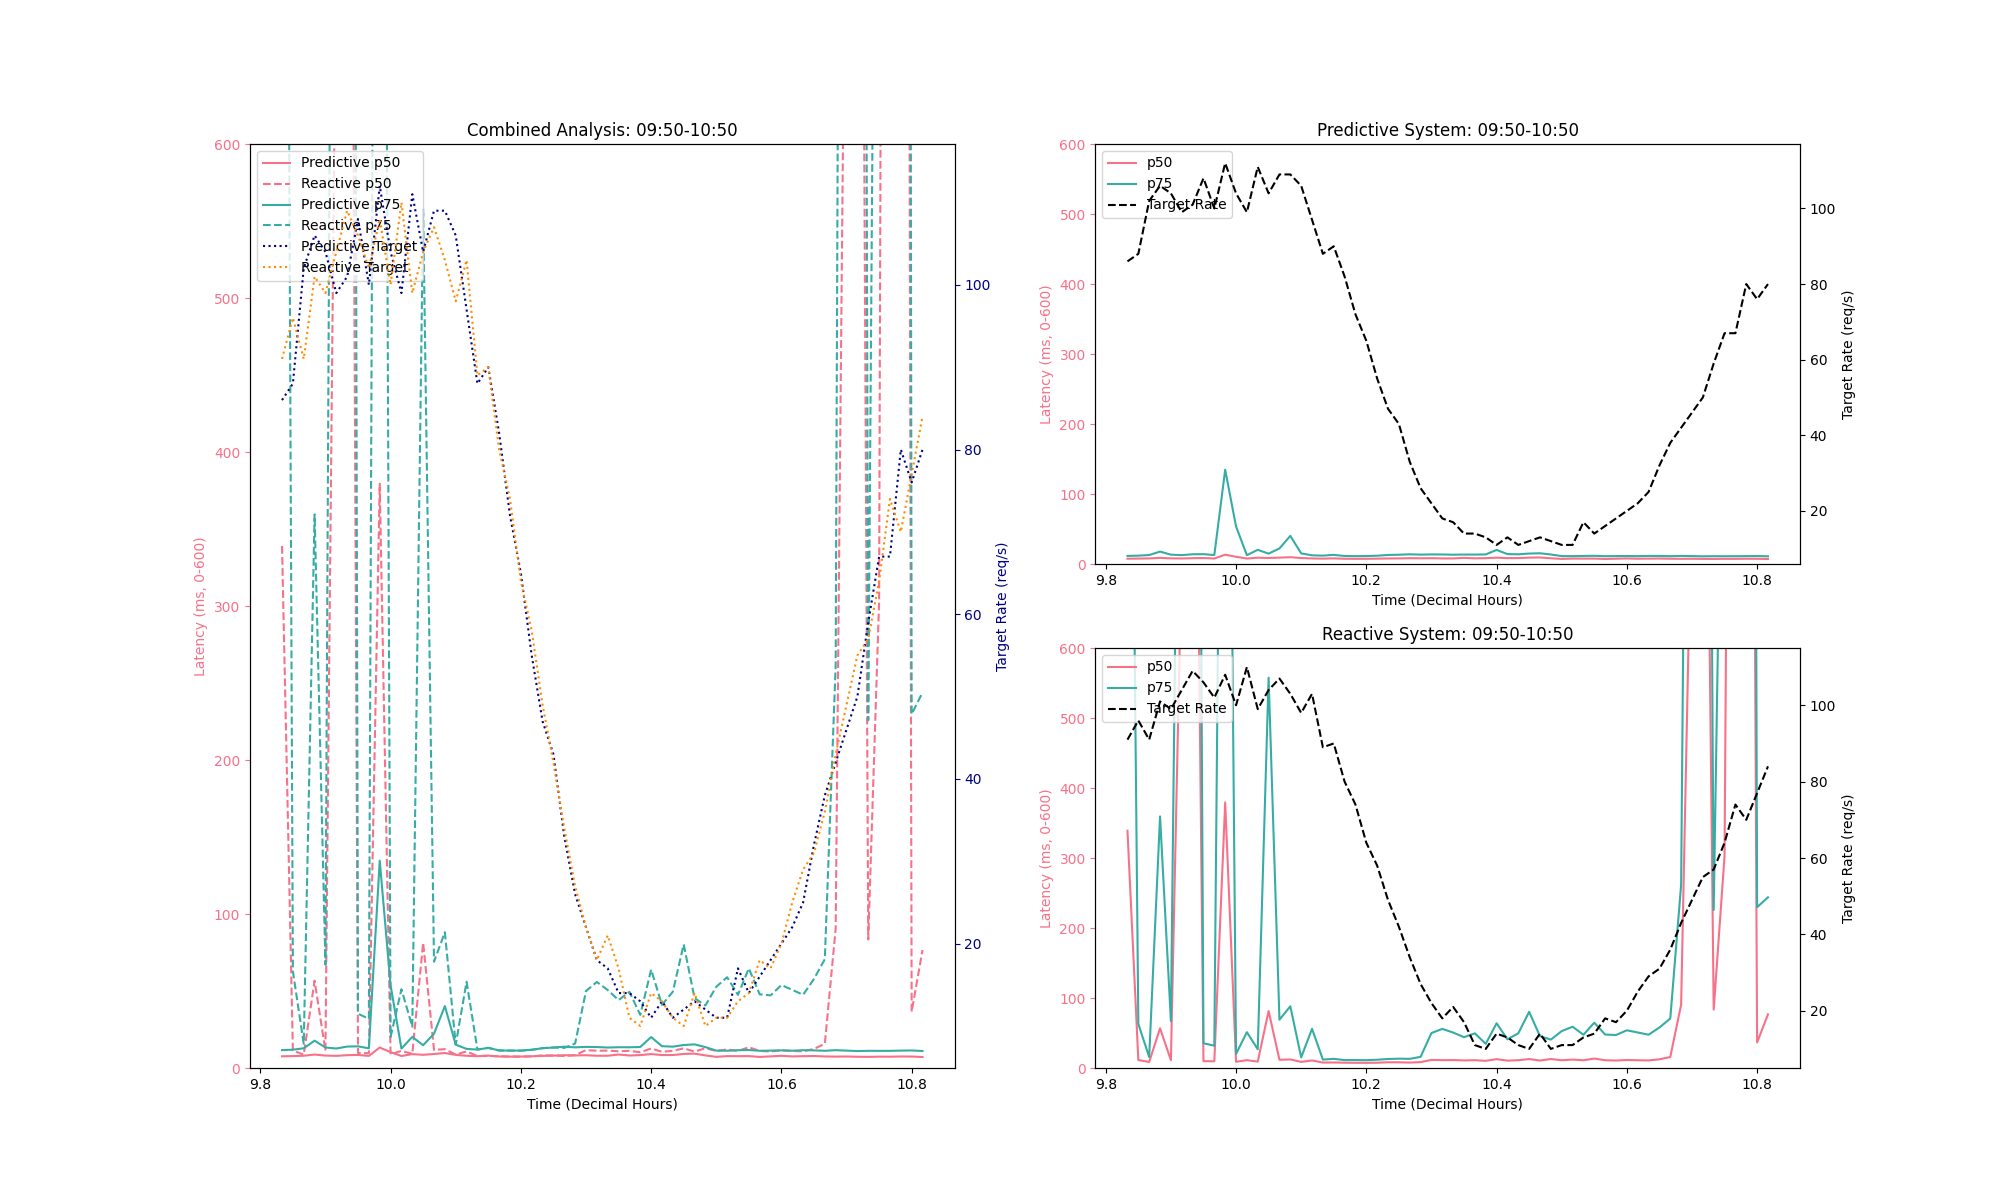 Combined Analysis: 09:50-10:50
Latency (ms, 0-600)
600
500
400
300
200
100
0
Predictive p50
Reactive p50
Predictive p75
Reactive p75
Predictive Target
Reactive Target
100
80
60
40
20
Target Rate (req/s)
9.8 10.0 10.2 10.4 10.6 10.8
Time (Decimal Hours)
Predictive System: 09:50-10:50
Latency (ms, 0-600)
600
500
400
300
200
100
0
p50
p75
Target Rate
100
80
60
40
20
Target Rate (req/s)
9.8 10.0 10.2 10.4 10.6 10.8
Time (Decimal Hours)
Reactive System: 09:50-10:50
Latency (ms, 0-600)
600
500
400
300
200
100
0
p50
p75
Target Rate
100
80
60
40
20
Target Rate (req/s)
9.8 10.0 10.2 10.4 10.6 10.8
Time (Decimal Hours)